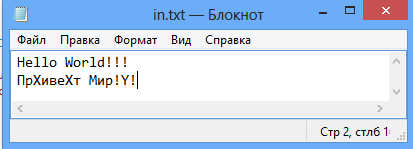 in.txt — Блокнот
Файл Правка Формат Вид Справка
Hello World!!!
ПрХивеХт Мир!Y!
Стр 2, стлб 1